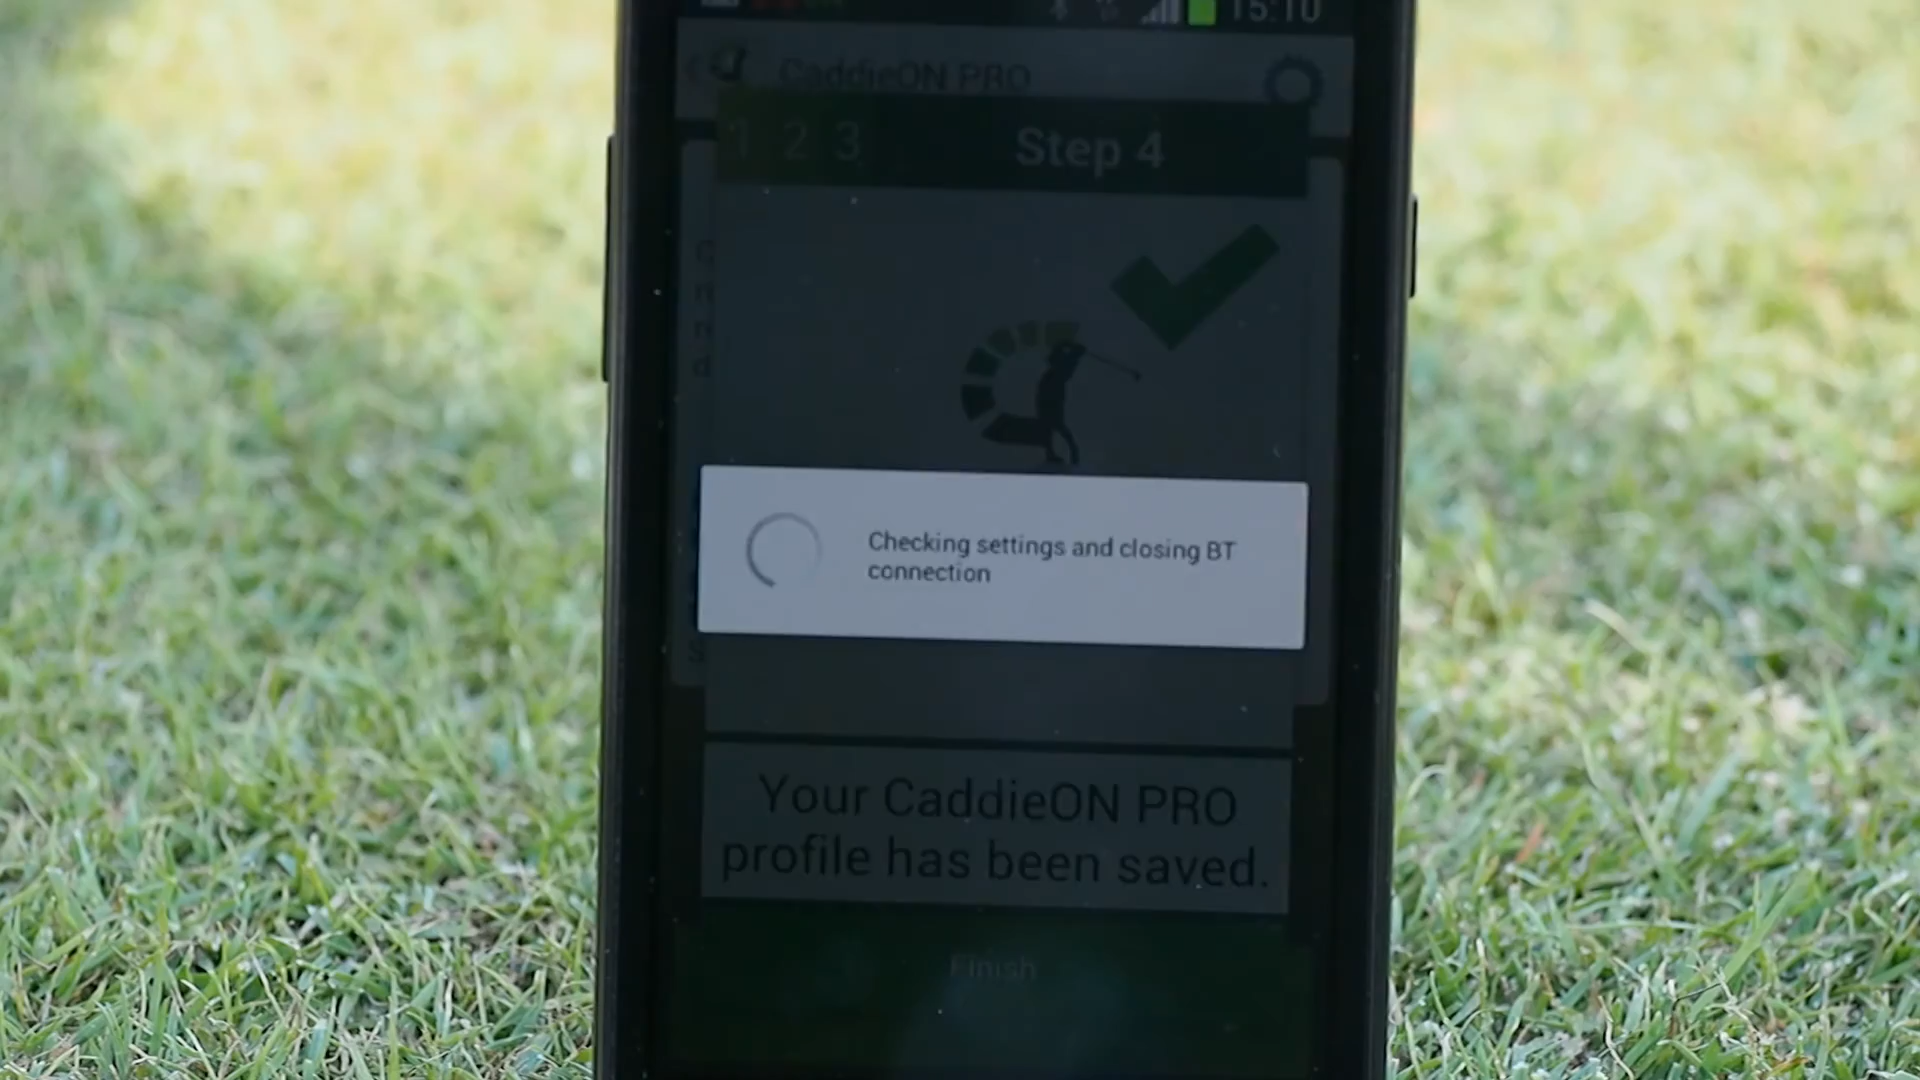 15:10
CaddieON PRO
1 2 3 Step 4
Checking settings and closing BT
connection
Your CaddieON PRO
profile has been saved.
Finish